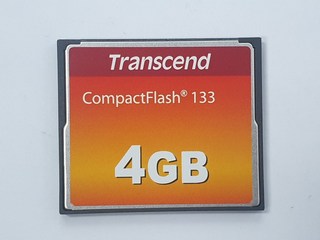 Transcend
CompactFlash® 133
4GB